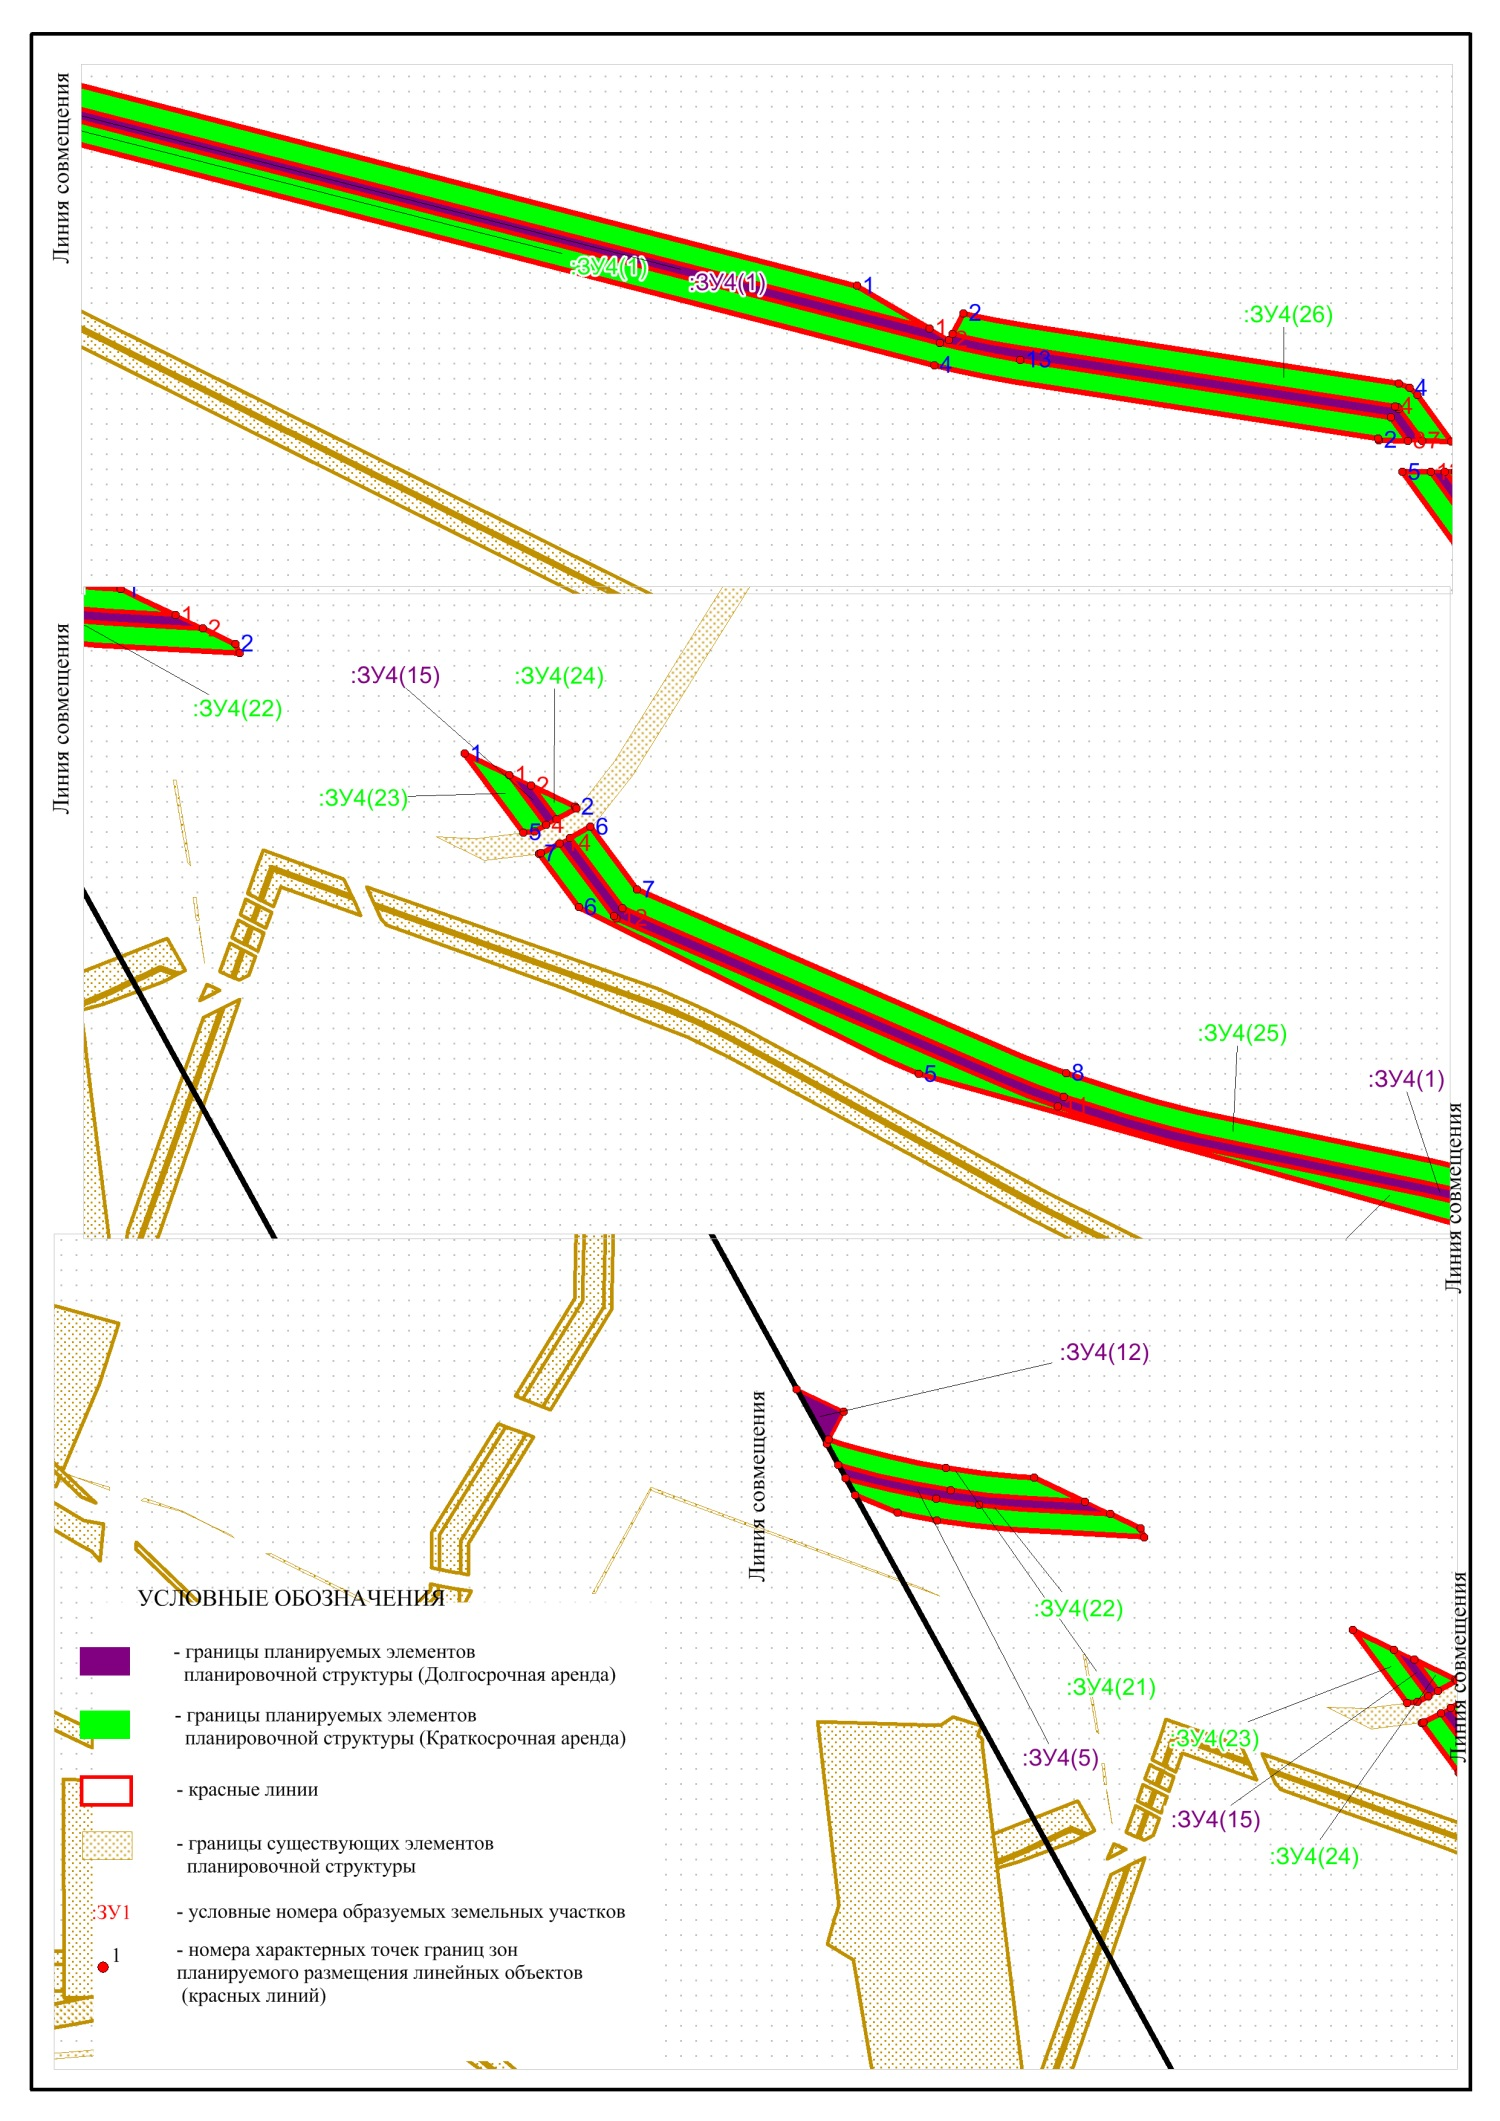 Линия совмещения
:ЗУ4(1)
:ЗУ4(1)
1
1
2
:ЗУ4(26)
4
13
4
4
2
5
Линия совмещения
1
2
2
:ЗУ4(22)
:ЗУ4(15)
:ЗУ4(24)
1
1
2
:ЗУ4(23)
2
5
4
6
7
4
7
6
5
8
:ЗУ4(25)
:ЗУ4(1)
Линия совмещения
Линия совмещения
:ЗУ4(12)
:ЗУ4(22)
:ЗУ4(21)
:ЗУ4(5)
:ЗУ4(23)
:ЗУ4(15)
:ЗУ4(24)
Линия совмещения
УСЛОВНЫЕ ОБОЗНАЧЕНИЯ
- границы планируемых элементов
планировочной структуры (Долгосрочная аренда)
- границы планируемых элементов
планировочной структуры (Краткосрочная аренда)
- красные линии
- границы существующих элементов
планировочной структуры
:ЗУ1
- условные номера образуемых земельных участков
1
- номера характерных точек границ зон
планируемого размещения линейных объектов
(красных линий)